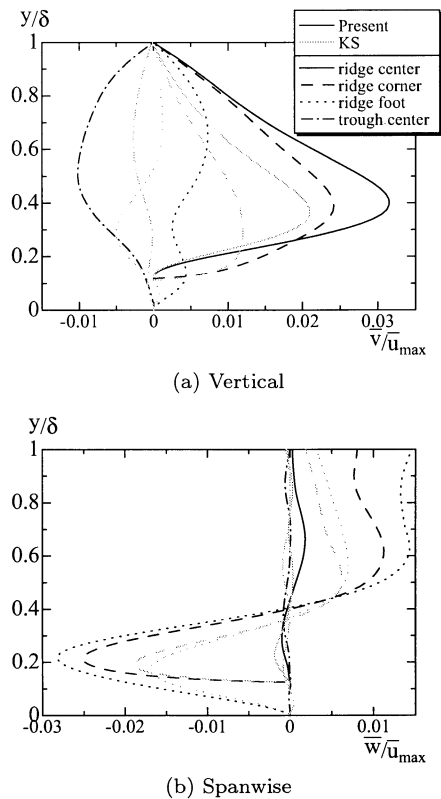 y/δ
Present
KS
ridge center
ridge corner
ridge foot
trough center
1
0.8
0.6
0.4
0.2
0
-0.01 0 0.01 0.02 0.03
v̅/u̅max
(a) Vertical
y/δ
1
0.8
0.6
0.4
0.2
0
-0.03 -0.02 -0.01 0 0.01
w̅/u̅max
(b) Spanwise